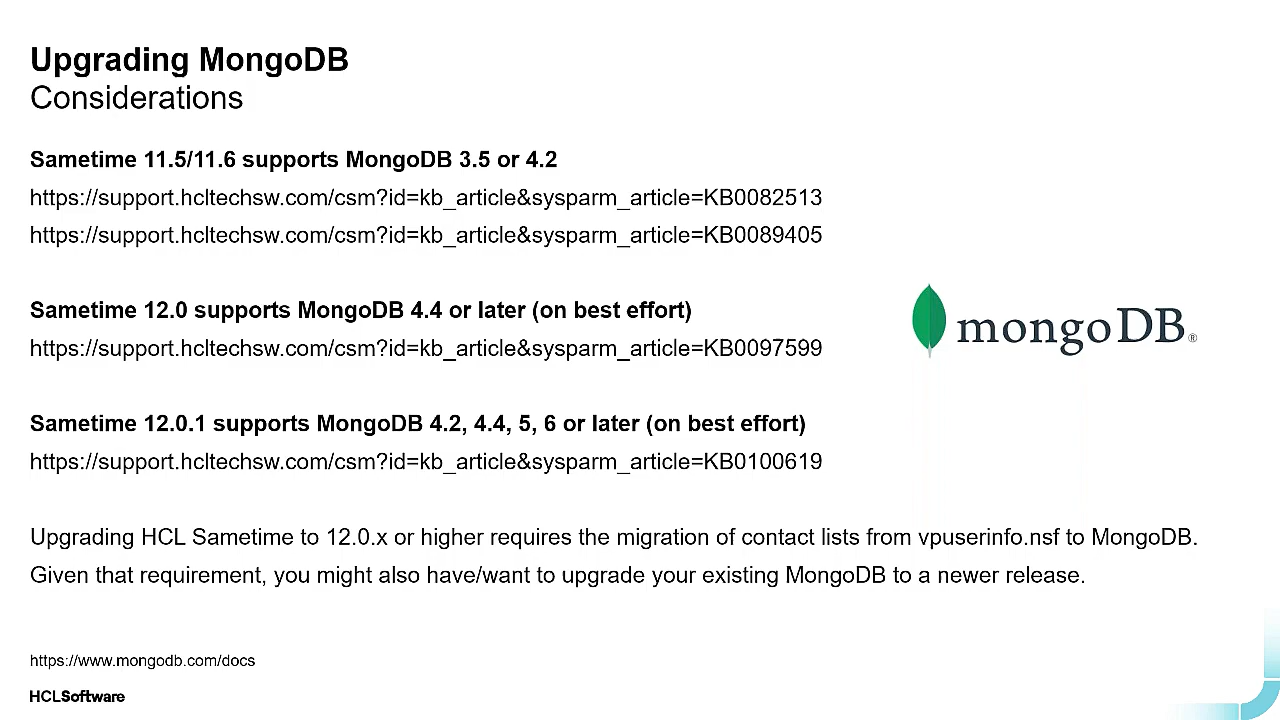 Upgrading MongoDB
Considerations
Sametime 11.5/11.6 supports MongoDB 3.5 or 4.2
https://support.hcltechsw.com/csm?id=kb_article&sysparm_article=KB0082513
https://support.hcltechsw.com/csm?id=kb_article&sysparm_article=KB0089405
Sametime 12.0 supports MongoDB 4.4 or later (on best effort)
https://support.hcltechsw.com/csm?id=kb_article&sysparm_article=KB0097599
mongoDB®
Sametime 12.0.1 supports MongoDB 4.2, 4.4, 5, 6 or later (on best effort)
https://support.hcltechsw.com/csm?id=kb_article&sysparm_article=KB0100619
Upgrading HCL Sametime to 12.0.x or higher requires the migration of contact lists from vpuserinfo.nsf to MongoDB.
Given that requirement, you might also have/want to upgrade your existing MongoDB to a newer release.
https://www.mongodb.com/docs
HCLSoftware